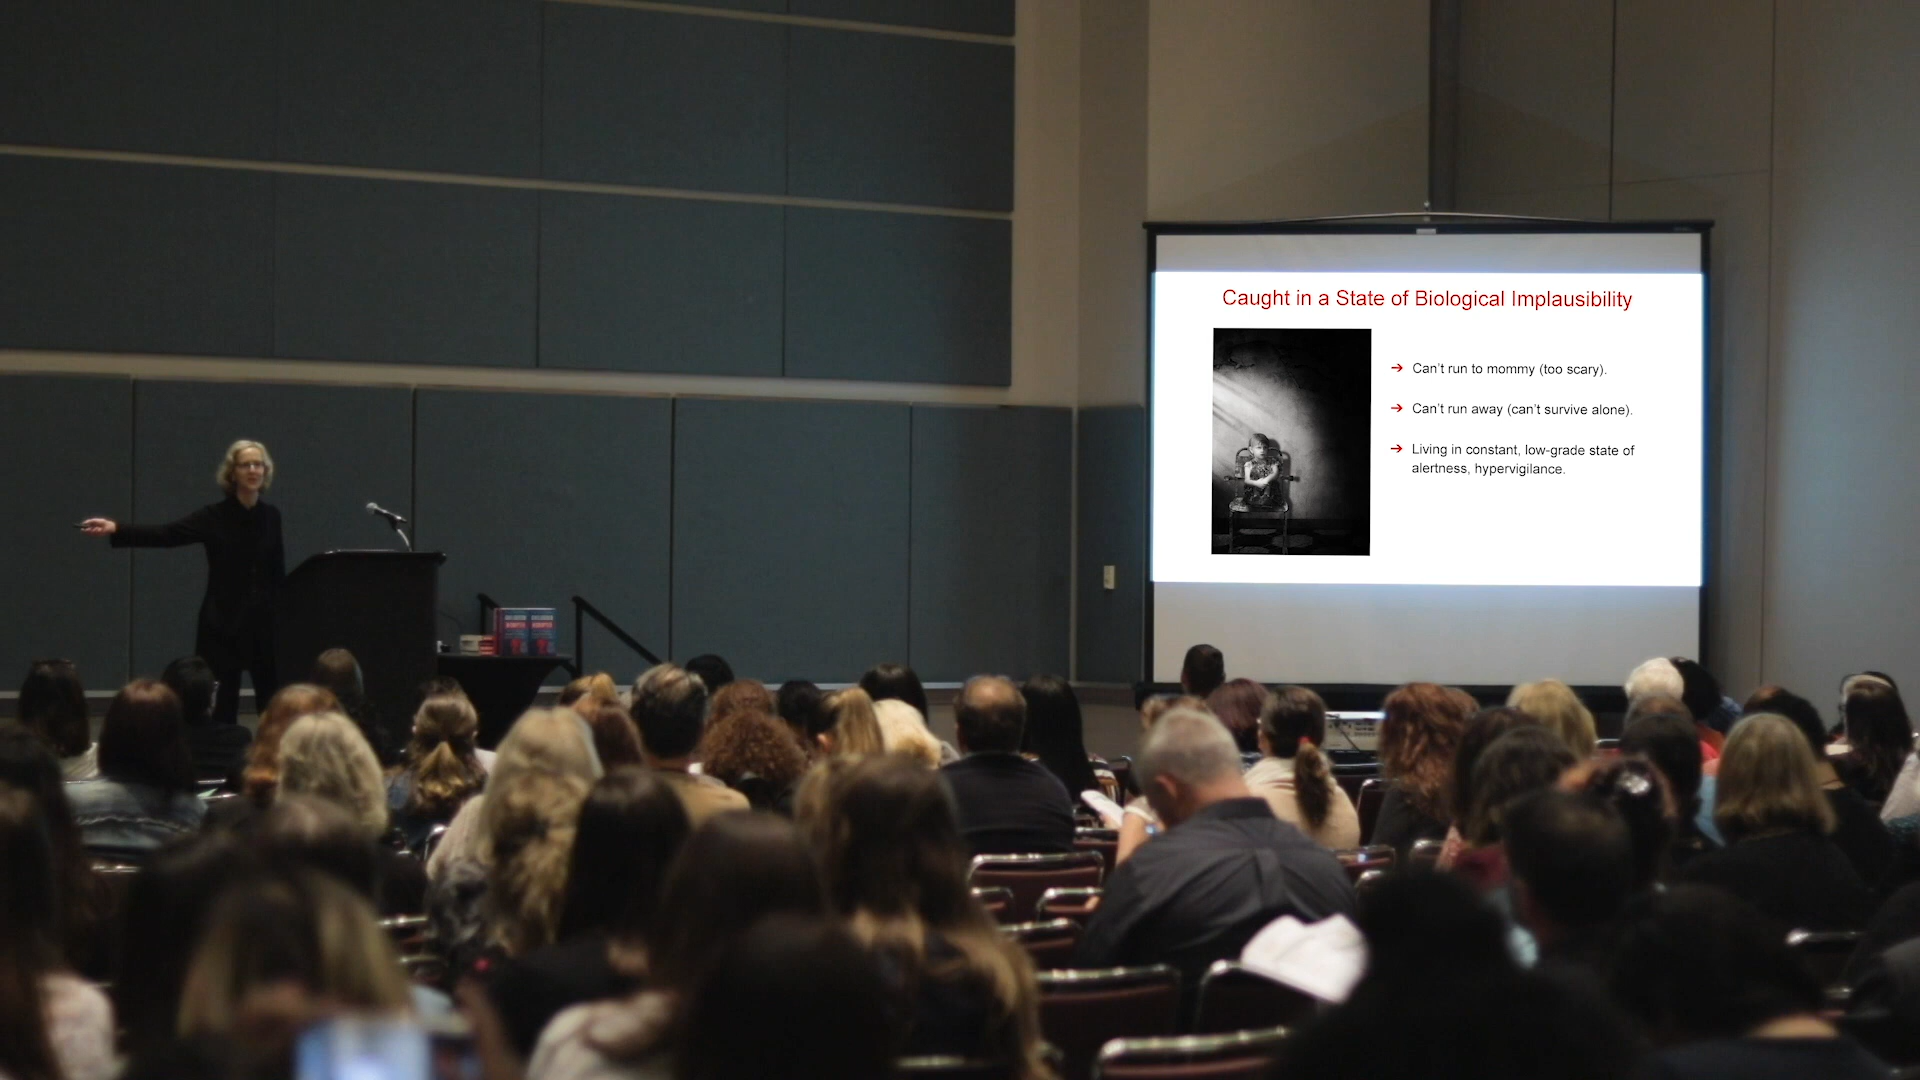 Caught in a State of Biological Implausibility
➔ Can't run to mommy (too scary).
➔ Can't run away (can't survive alone).
➔ Living in constant, low-grade state of
alertness, hypervigilance.